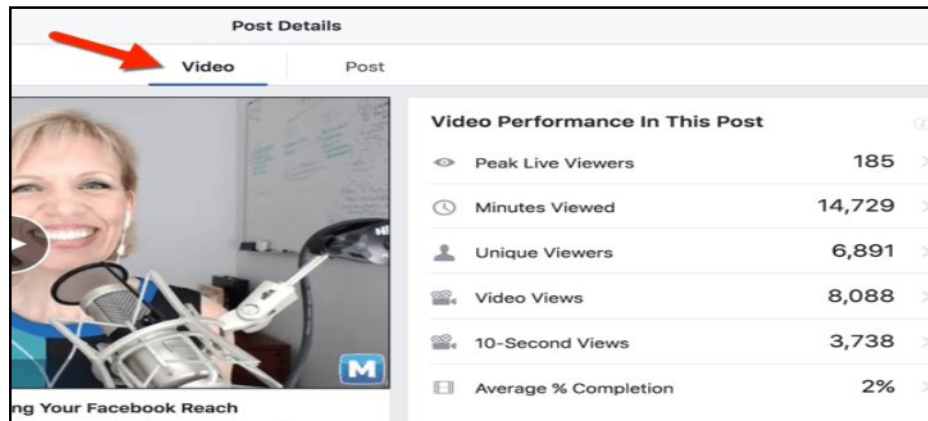 Post Details
Video Post
Video Performance In This Post
Peak Live Viewers 185
Minutes Viewed 14,729
Unique Viewers 6,891
Video Views 8,088
10-Second Views 3,738
Average % Completion 2%
M
ng Your Facebook Reach